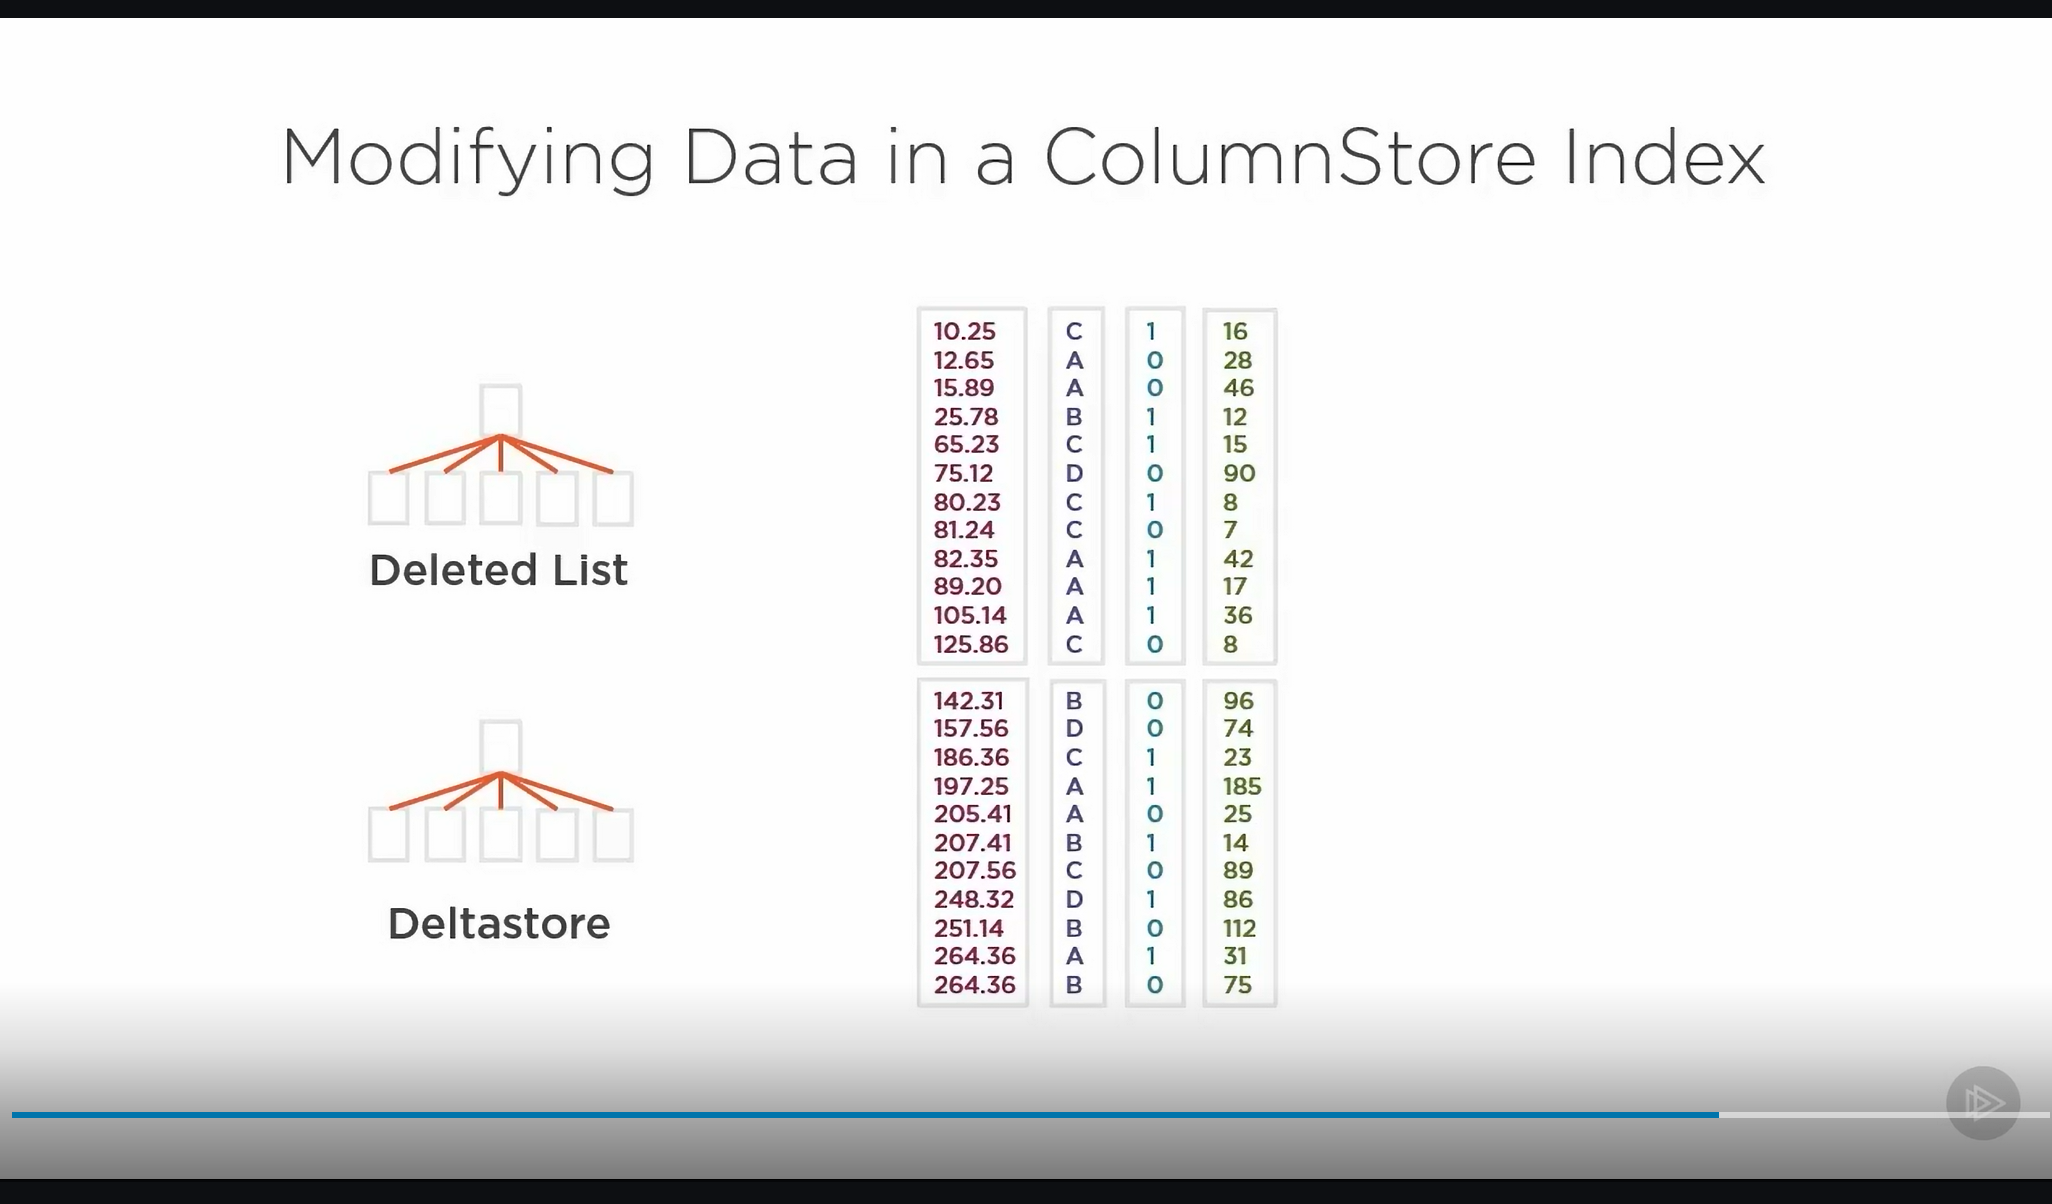 Modifying Data in a ColumnStore Index
Deleted List
Deltastore
10.25 C 1 16
12.65 A 0 28
15.89 A 0 46
25.78 B 1 12
65.23 C 1 15
75.12 D 0 90
80.23 C 1 8
81.24 C 0 7
82.35 A 1 42
89.20 A 1 17
105.14 A 1 36
125.86 C 0 8
142.31 B 0 96
157.56 D 0 74
186.36 C 1 23
197.25 A 1 185
205.41 A 0 25
207.41 B 1 14
207.56 C 0 89
248.32 D 1 86
251.14 B 0 112
264.36 A 1 31
264.36 B 0 75